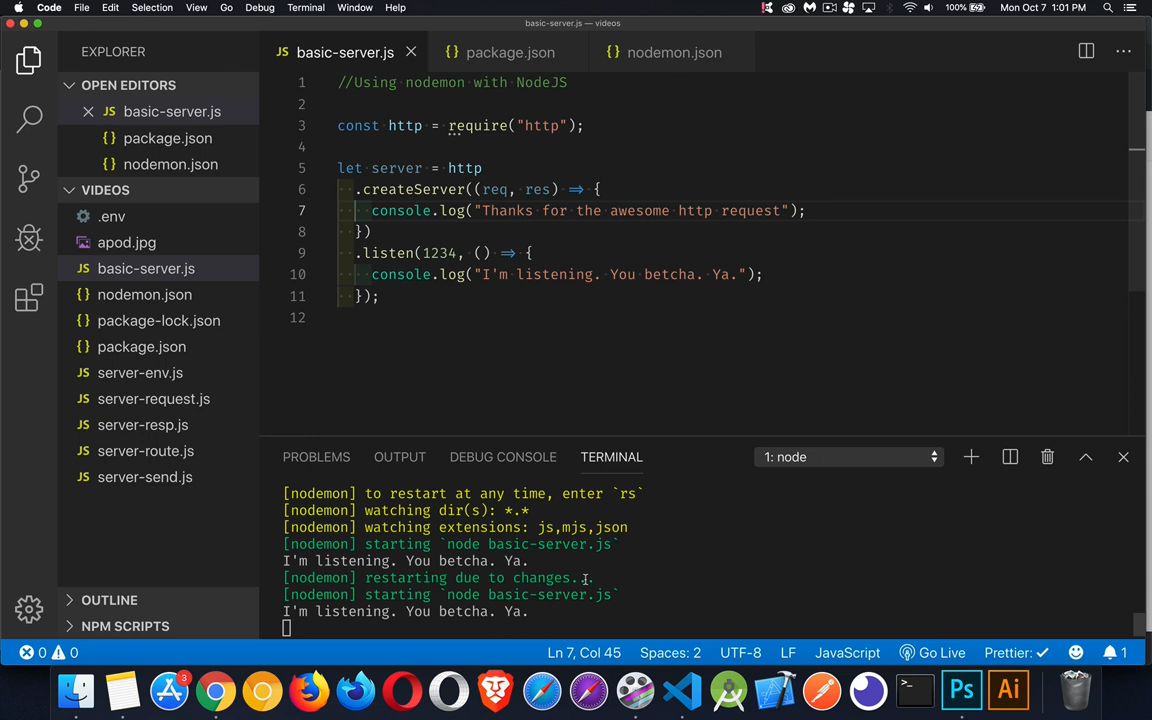 Code File Edit Selection View Go Debug Terminal Window Help 100% Mon Oct 7 1:01 PM
basic-server.js — videos
EXPLORER
OPEN EDITORS
JS basic-server.js
{} package.json
{} nodemon.json
VIDEOS
.env
apod.jpg
JS basic-server.js
{} nodemon.json
{} package-lock.json
{} package.json
JS server-env.js
JS server-request.js
JS server-resp.js
JS server-route.js
JS server-send.js
OUTLINE
NPM SCRIPTS
JS basic-server.js {} package.json {} nodemon.json
1 //Using nodemon with NodeJS
2
3 const http = require("http");
4
5 let server = http
6 .createServer((req, res) => {
7 console.log("Thanks for the awesome http request");
8 })
9 .listen(1234, () => {
10 console.log("I'm listening. You betcha. Ya.");
11 });
12
PROBLEMS OUTPUT DEBUG CONSOLE TERMINAL 1: node
[nodemon] to restart at any time, enter `rs`
[nodemon] watching dir(s): *.*
[nodemon] watching extensions: js,mjs,json
[nodemon] starting `node basic-server.js`
I'm listening. You betcha. Ya.
[nodemon] restarting due to changes...
[nodemon] starting `node basic-server.js`
I'm listening. You betcha. Ya.
0 0 Ln 7, Col 45 Spaces: 2 UTF-8 LF JavaScript Go Live Prettier: 1
3
>_
Ps
Ai